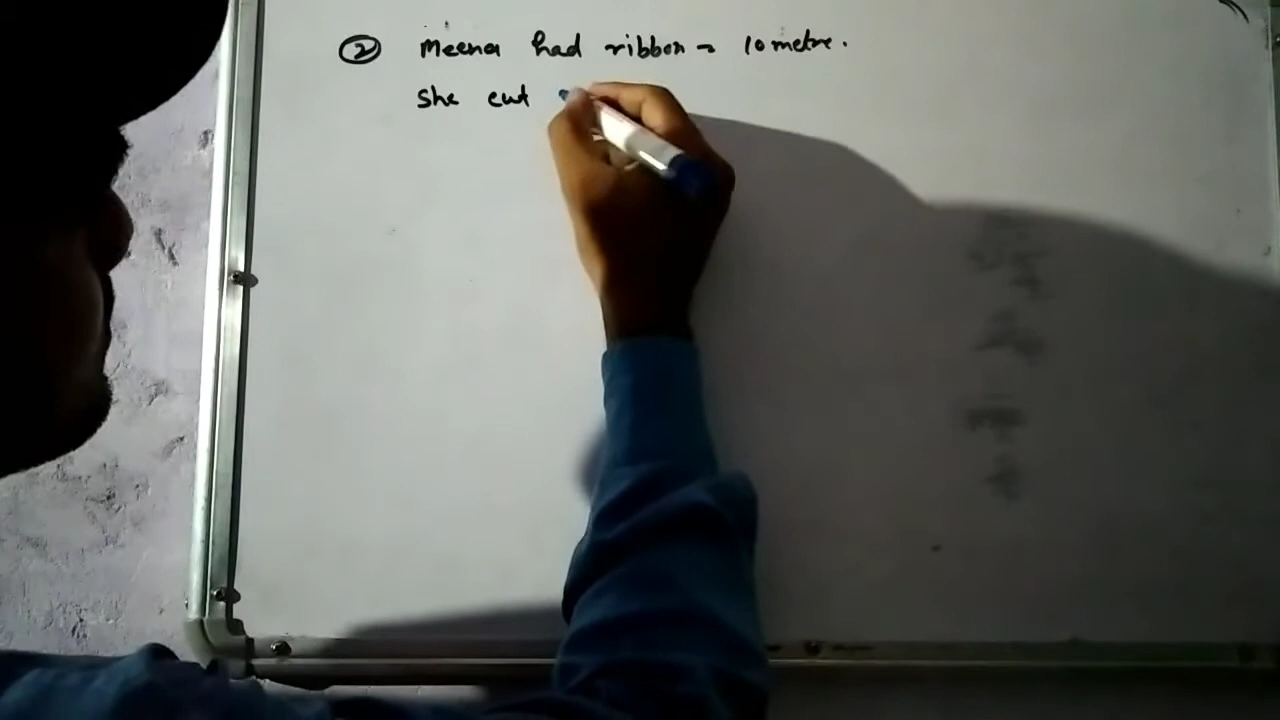 ② Meena had ribbon = 10 metre.
She cut